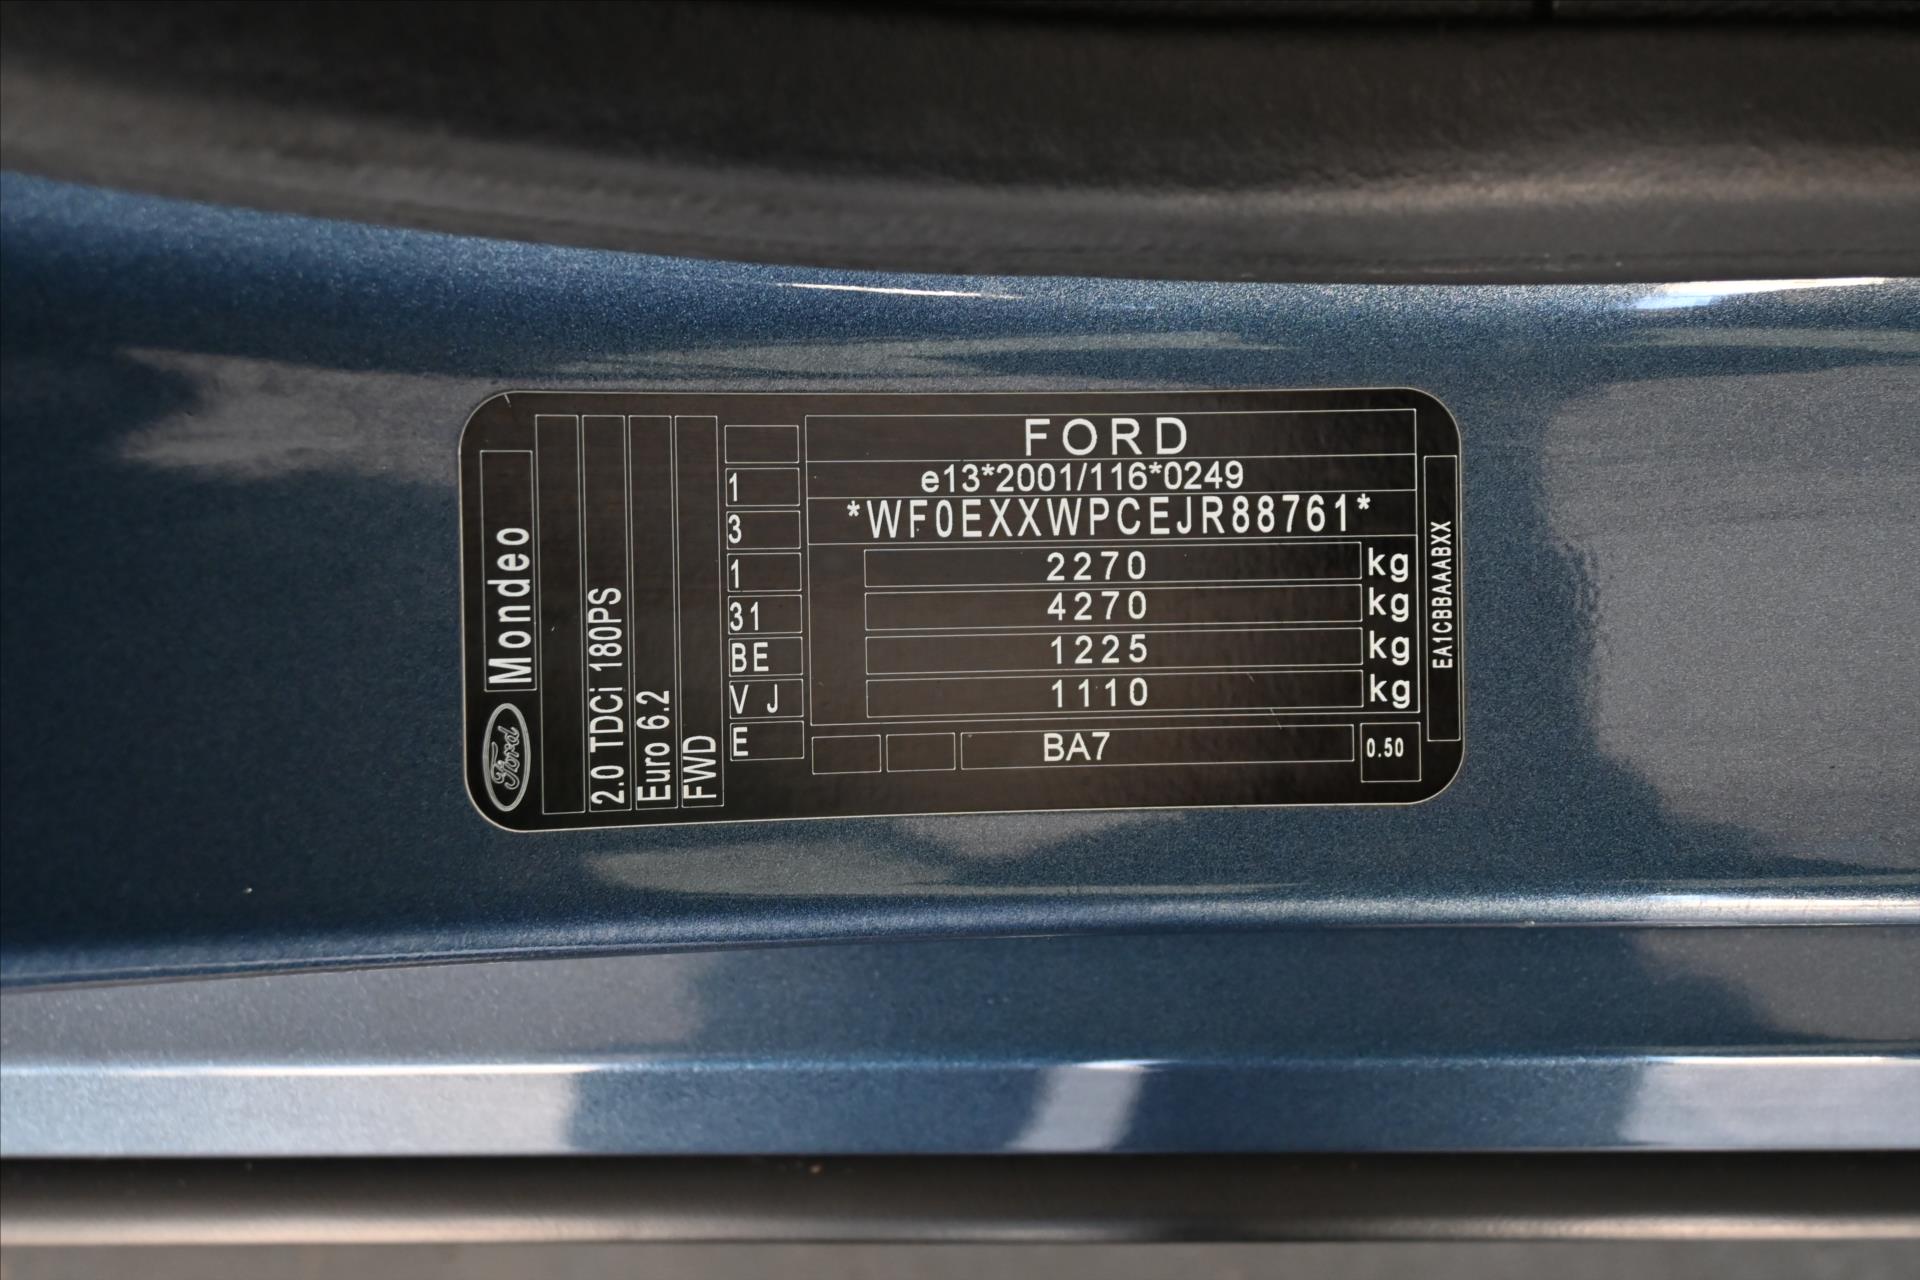 FORD
e13*2001/116*0249
*WF0EXXWPCEJR88761*
2270 kg
4270 kg
1225 kg
1110 kg
BA7
0.50
1
3
1
31
BE
V J
E
Ford Mondeo
2.0 TDCi 180PS
Euro 6.2
FWD
EA1CBBAAABXX